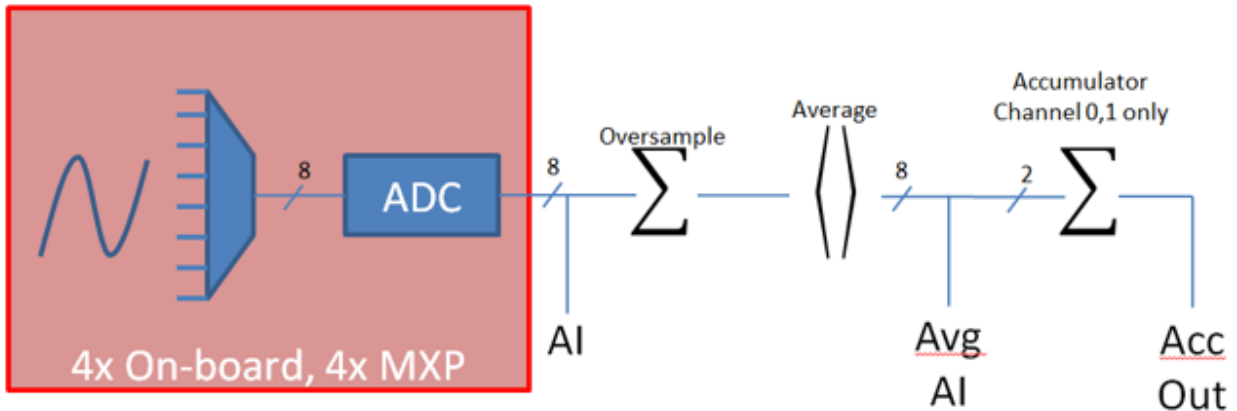 8
ADC
4x On-board, 4x MXP
8
AI
Oversample
Average
8
Avg
AI
2
Accumulator
Channel 0,1 only
Acc
Out